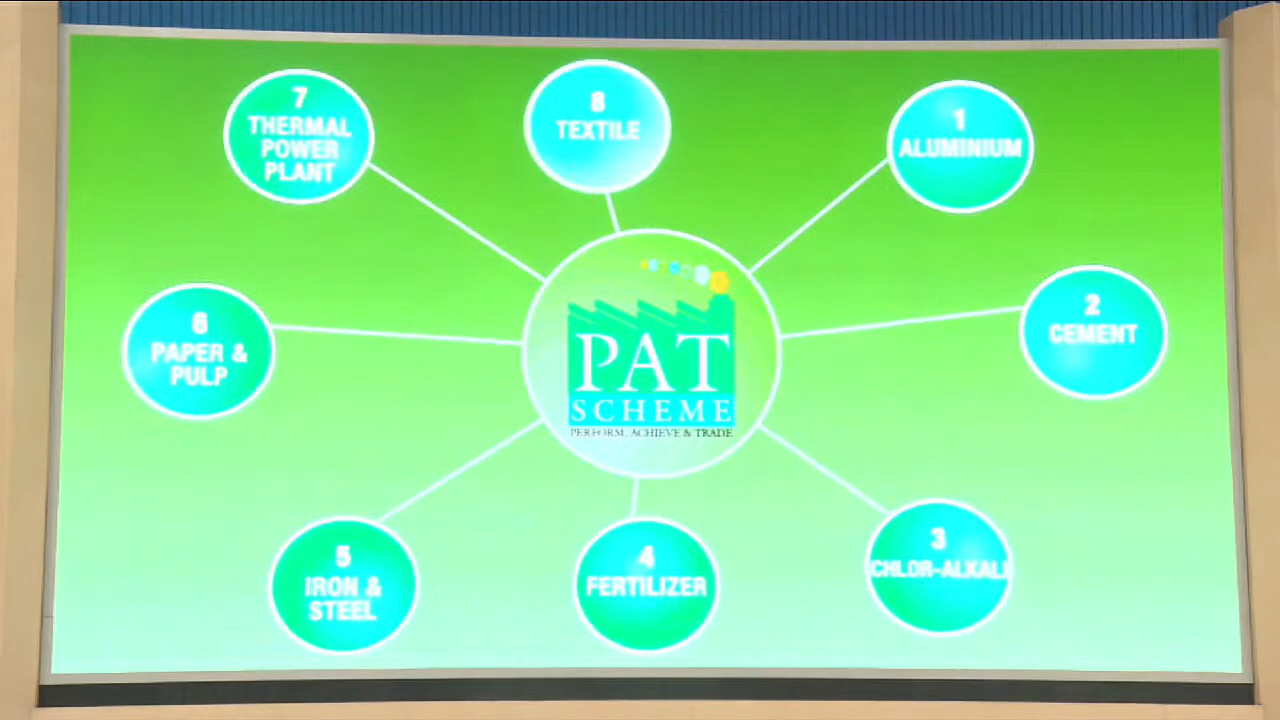 7
THERMAL
POWER
PLANT
8
TEXTILE
1
ALUMINIUM
6
PAPER &
PULP
PAT
SCHEME
PERFORM, ACHIEVE & TRADE
2
CEMENT
5
IRON &
STEEL
4
FERTILIZER
3
CHLOR-ALKALI